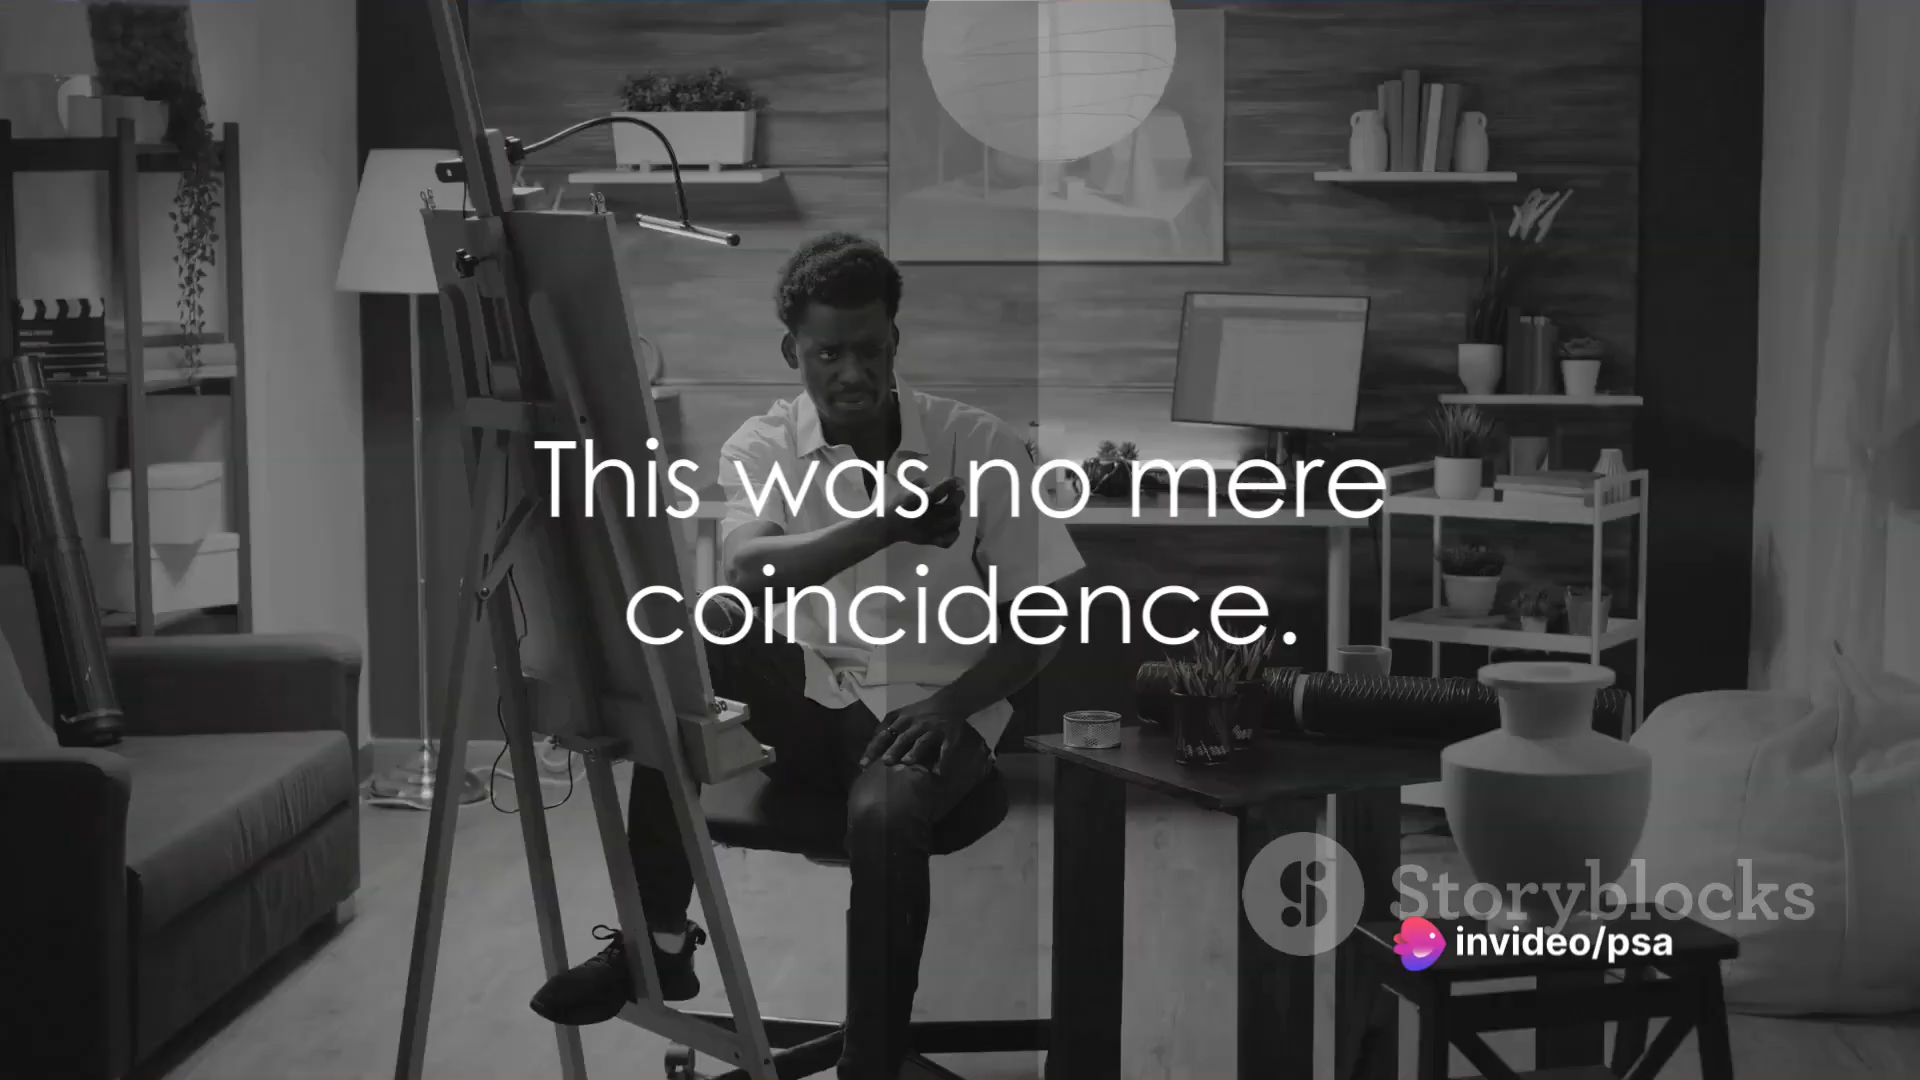 This was no mere
coincidence.
Storyblocks
invideo/psa